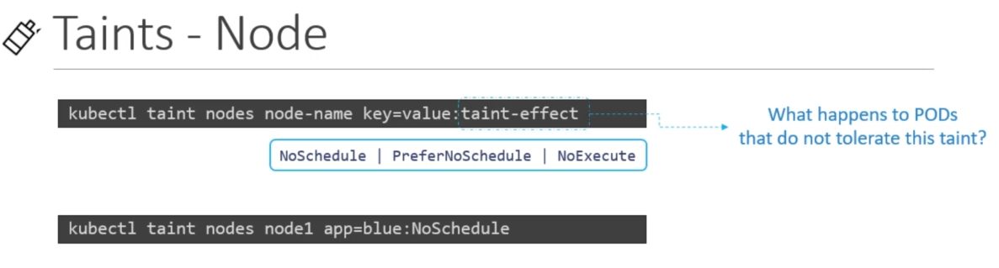 Taints - Node
kubectl taint nodes node-name key=value:taint-effect
What happens to PODs
that do not tolerate this taint?
NoSchedule | PreferNoSchedule | NoExecute
kubectl taint nodes node1 app=blue:NoSchedule